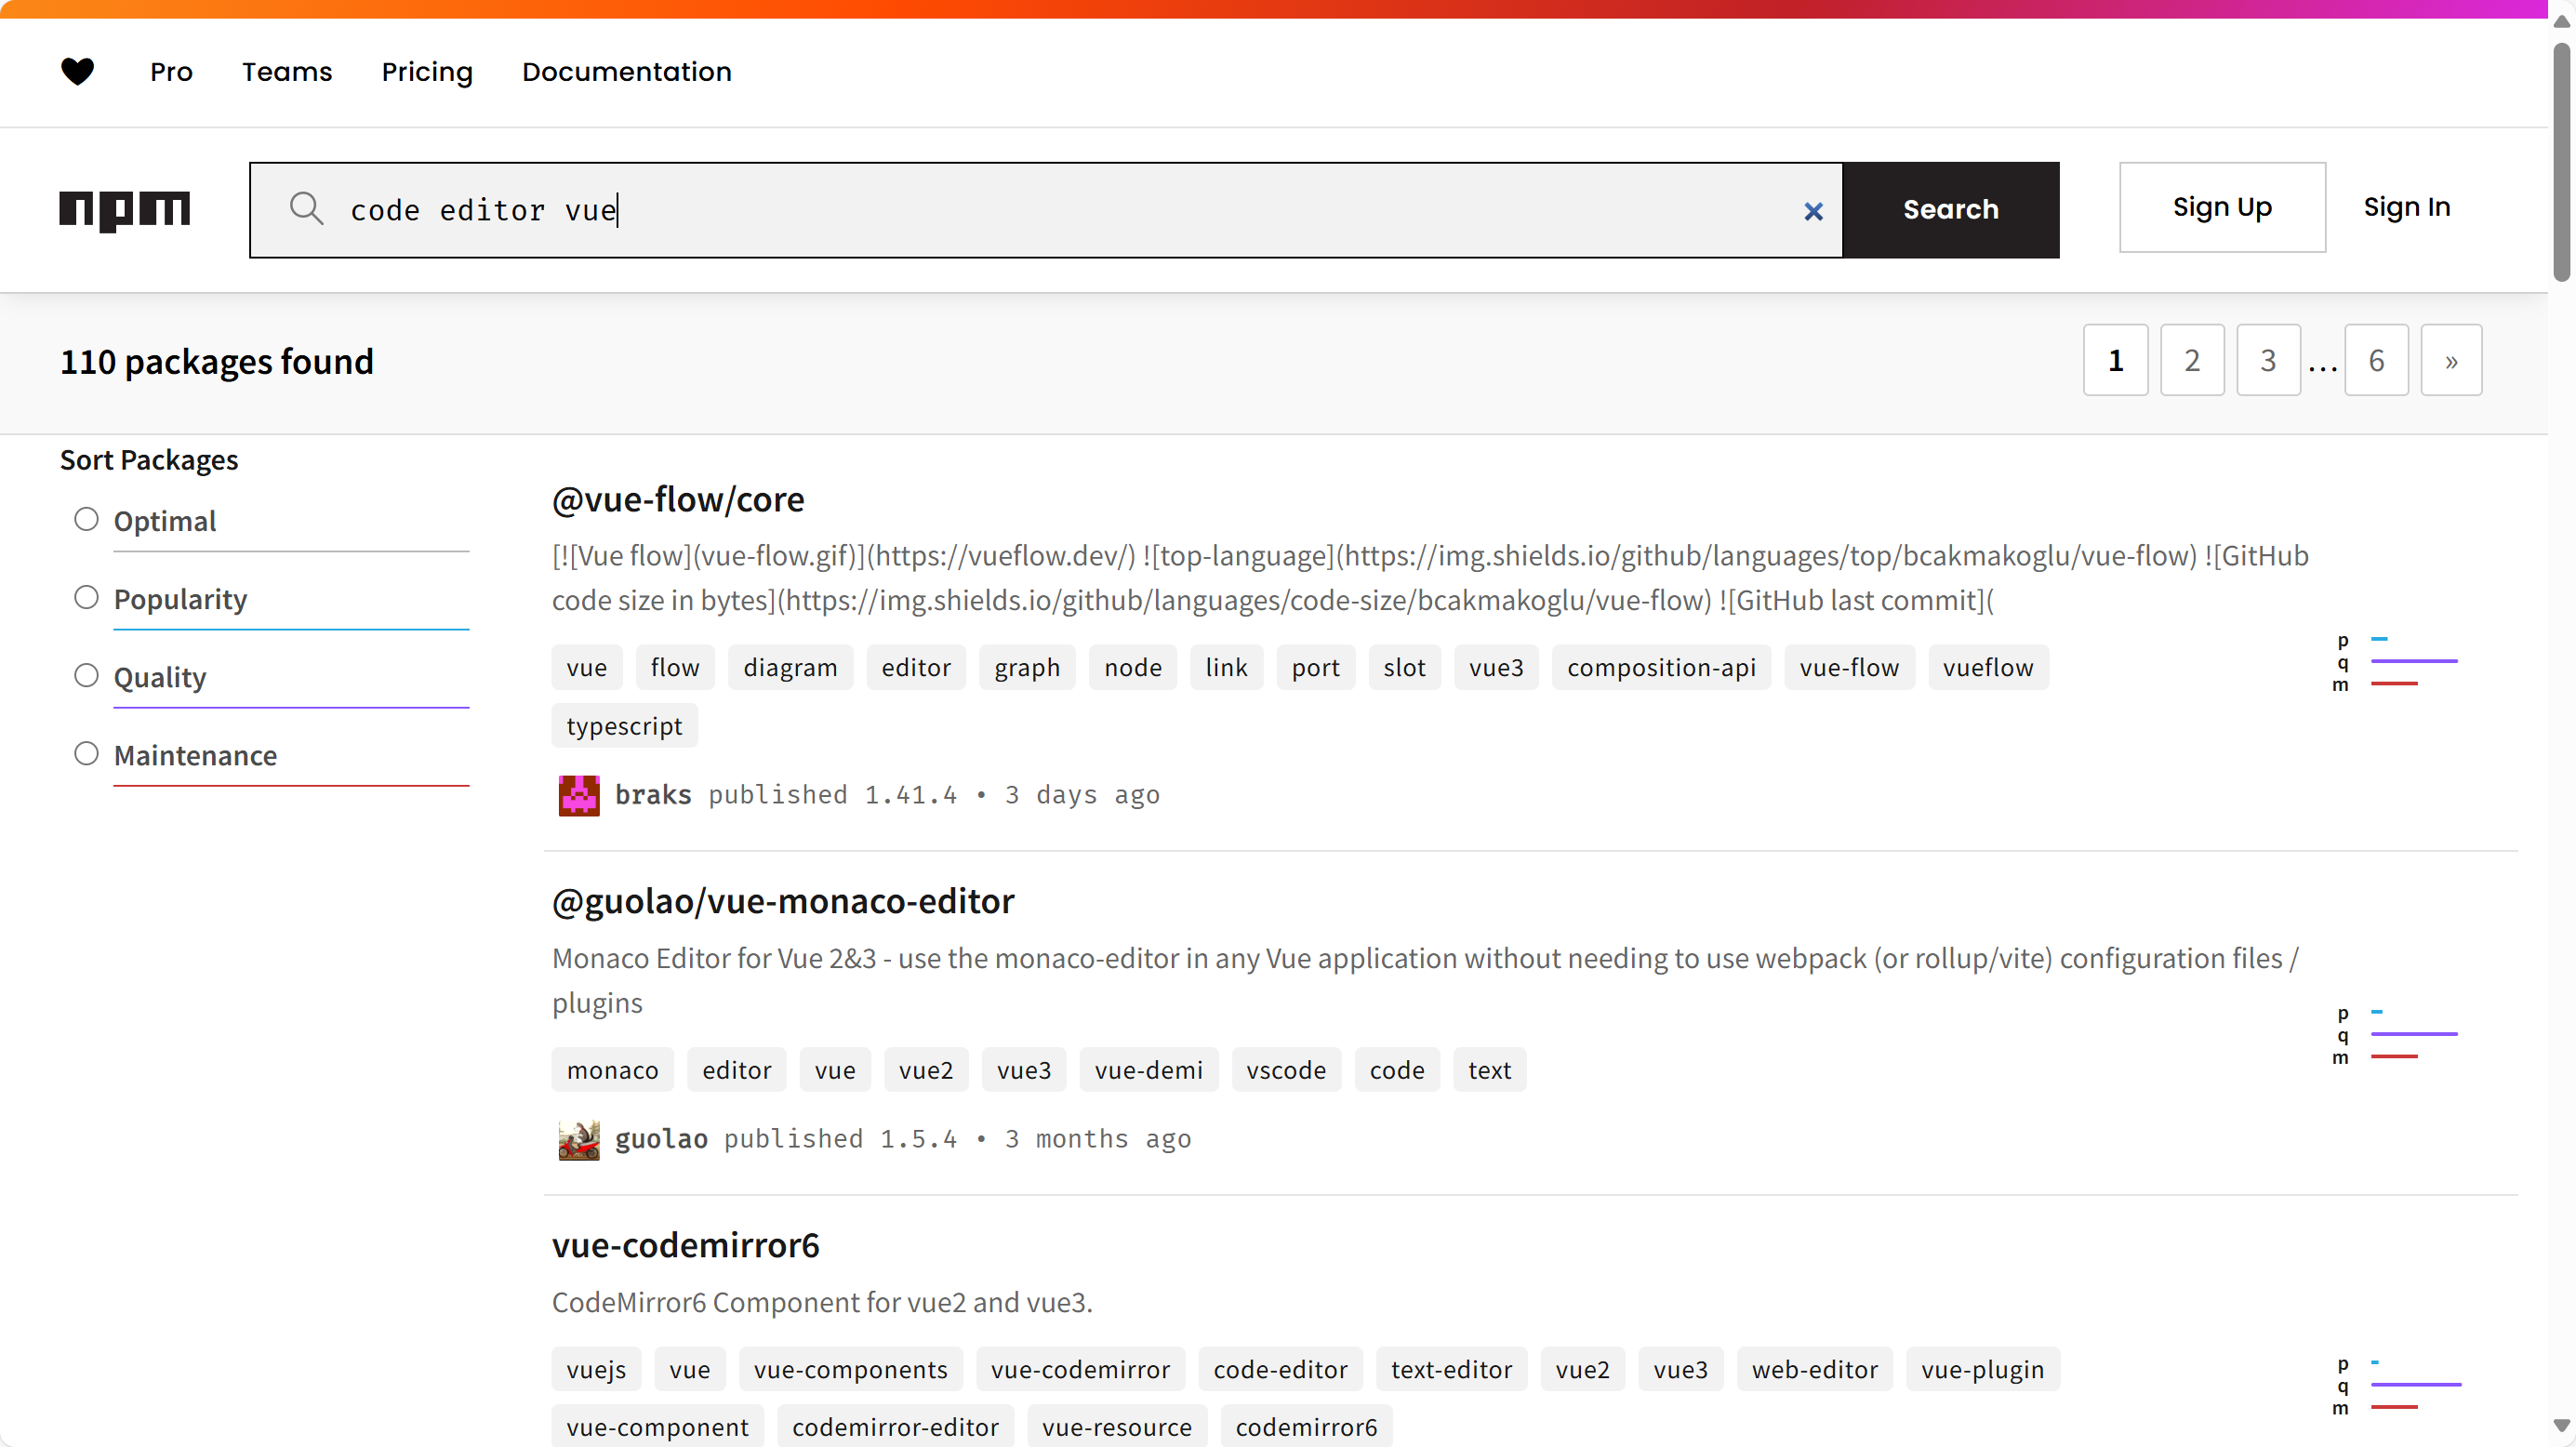 Pro Teams Pricing Documentation
npm
code editor vue
×
Search
Sign Up
Sign In
110 packages found
1 2 3 ... 6 »
Sort Packages
Optimal
Popularity
Quality
Maintenance
@vue-flow/core
[![Vue flow](vue-flow.gif)](https://vueflow.dev/) ![top-language](https://img.shields.io/github/languages/top/bcakmakoglu/vue-flow) ![GitHub
code size in bytes](https://img.shields.io/github/languages/code-size/bcakmakoglu/vue-flow) ![GitHub last commit](
vue flow diagram editor graph node link port slot vue3 composition-api vue-flow vueflow
typescript
p
q
m
braks published 1.41.4 • 3 days ago
@guolao/vue-monaco-editor
Monaco Editor for Vue 2&3 - use the monaco-editor in any Vue application without needing to use webpack (or rollup/vite) configuration files /
plugins
monaco editor vue vue2 vue3 vue-demi vscode code text
p
q
m
guolao published 1.5.4 • 3 months ago
vue-codemirror6
CodeMirror6 Component for vue2 and vue3.
vuejs vue vue-components vue-codemirror code-editor text-editor vue2 vue3 web-editor vue-plugin
vue-component codemirror-editor vue-resource codemirror6
p
q
m